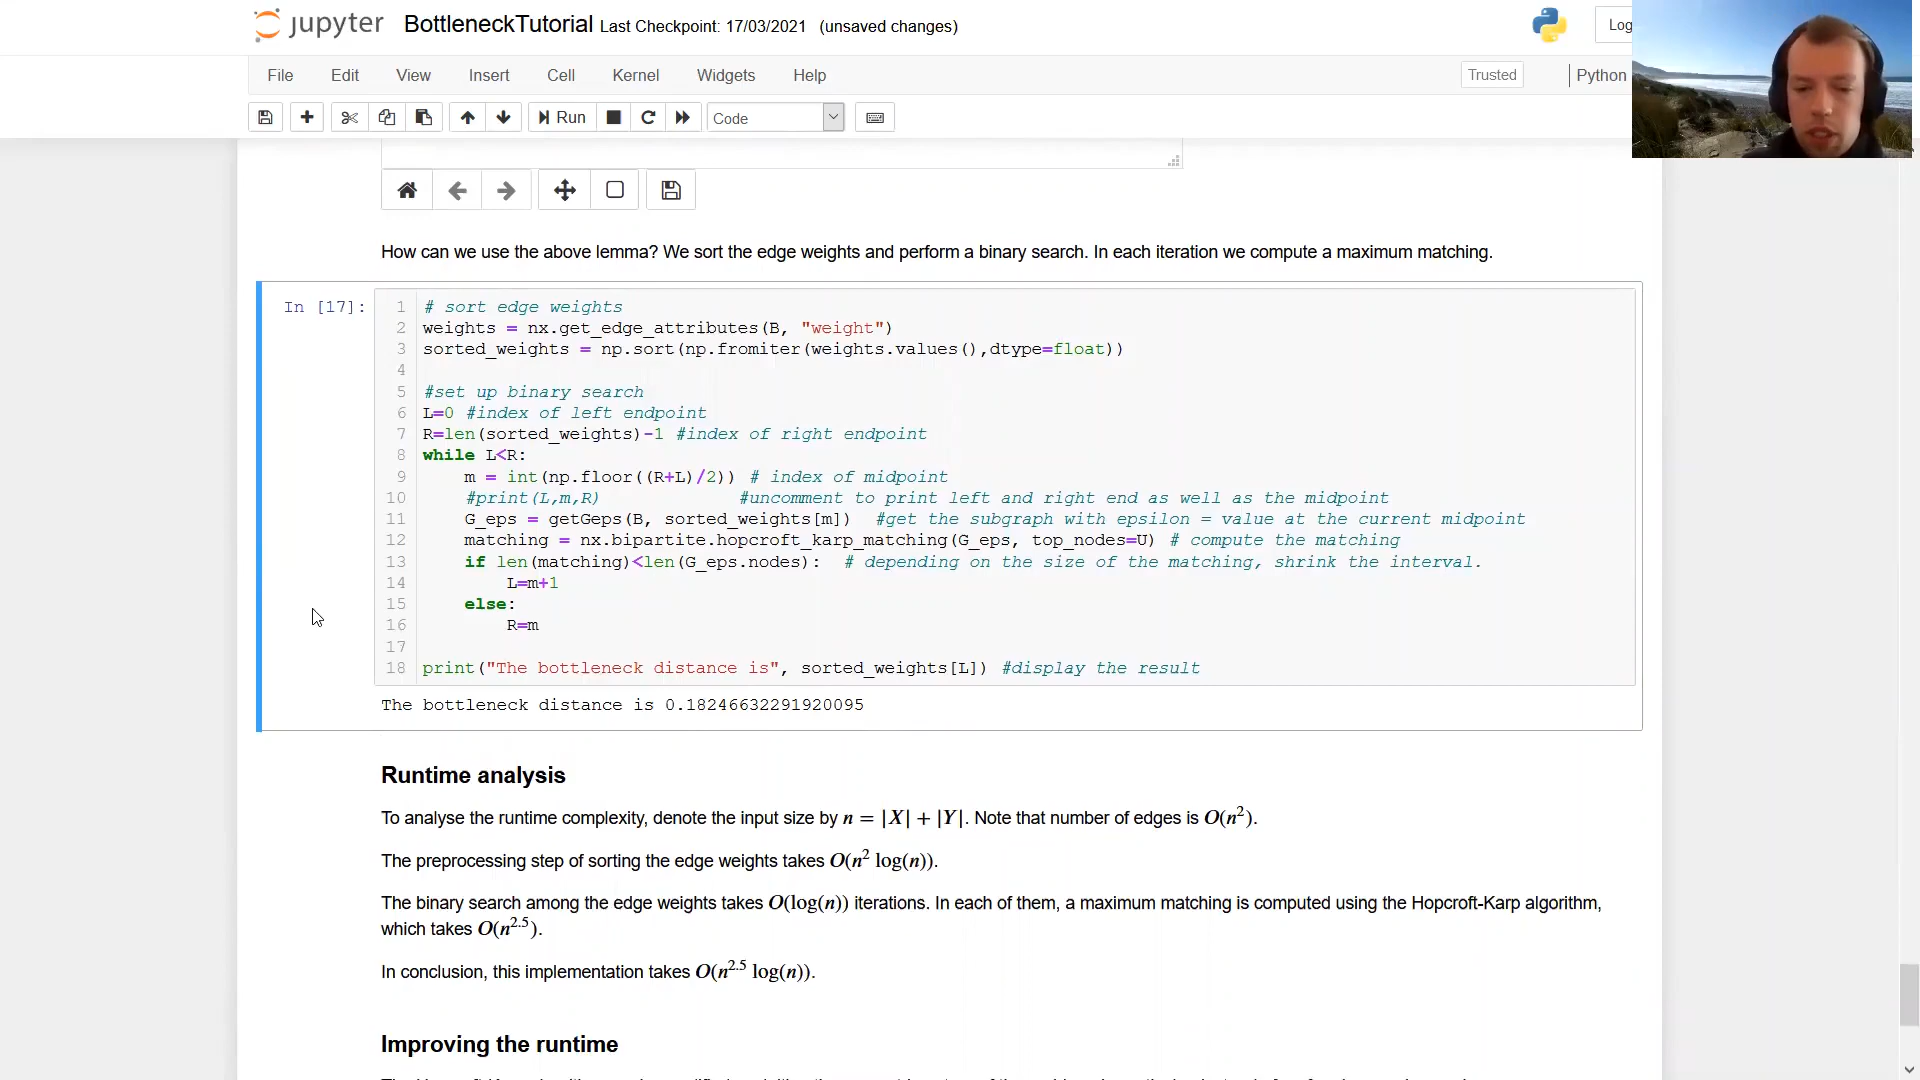 jupyter BottleneckTutorial Last Checkpoint: 17/03/2021 (unsaved changes)
Log
File Edit View Insert Cell Kernel Widgets Help Trusted Python
Run Code
How can we use the above lemma? We sort the edge weights and perform a binary search. In each iteration we compute a maximum matching.
In [17]:
1 # sort edge weights
2 weights = nx.get_edge_attributes(B, "weight")
3 sorted_weights = np.sort(np.fromiter(weights.values(),dtype=float))
4
5 #set up binary search
6 L=0 #index of left endpoint
7 R=len(sorted_weights)-1 #index of right endpoint
8 while L<R:
9     m = int(np.floor((R+L)/2)) # index of midpoint
10     #print(L,m,R)             #uncomment to print left and right end as well as the midpoint
11     G_eps = getGeps(B, sorted_weights[m])  #get the subgraph with epsilon = value at the current midpoint
12     matching = nx.bipartite.hopcroft_karp_matching(G_eps, top_nodes=U) # compute the matching
13     if len(matching)<len(G_eps.nodes):  # depending on the size of the matching, shrink the interval.
14         L=m+1
15     else:
16         R=m
17
18 print("The bottleneck distance is", sorted_weights[L]) #display the result
The bottleneck distance is 0.18246632291920095
Runtime analysis
To analyse the runtime complexity, denote the input size by n = |X| + |Y|. Note that number of edges is O(n²).
The preprocessing step of sorting the edge weights takes O(n² log(n)).
The binary search among the edge weights takes O(log(n)) iterations. In each of them, a maximum matching is computed using the Hopcroft-Karp algorithm,
which takes O(n^2.5).
In conclusion, this implementation takes O(n^2.5 log(n)).
Improving the runtime